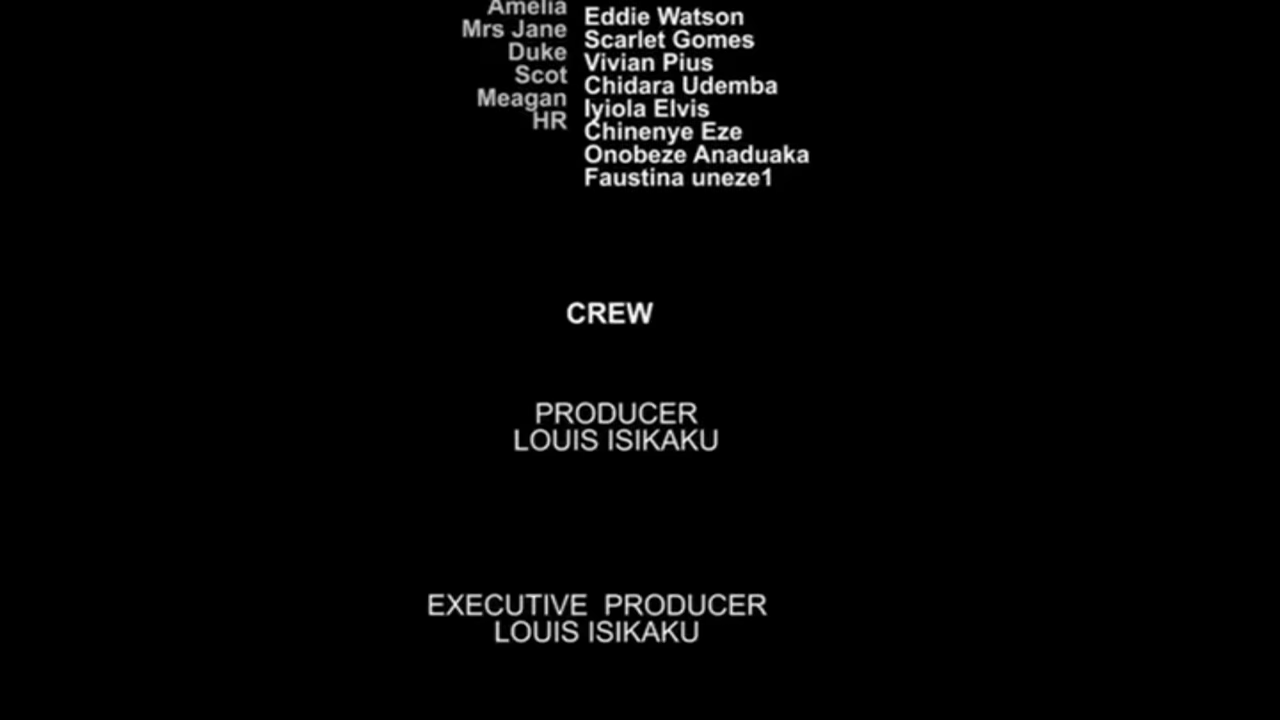 Amelia
Eddie Watson
Mrs Jane
Scarlet Gomes
Duke
Vivian Pius
Scot
Chidara Udemba
Meagan
Iyiola Elvis
HR
Chinenye Eze
Onobeze Anaduaka
Faustina uneze1
CREW
PRODUCER
LOUIS ISIKAKU
EXECUTIVE PRODUCER
LOUIS ISIKAKU